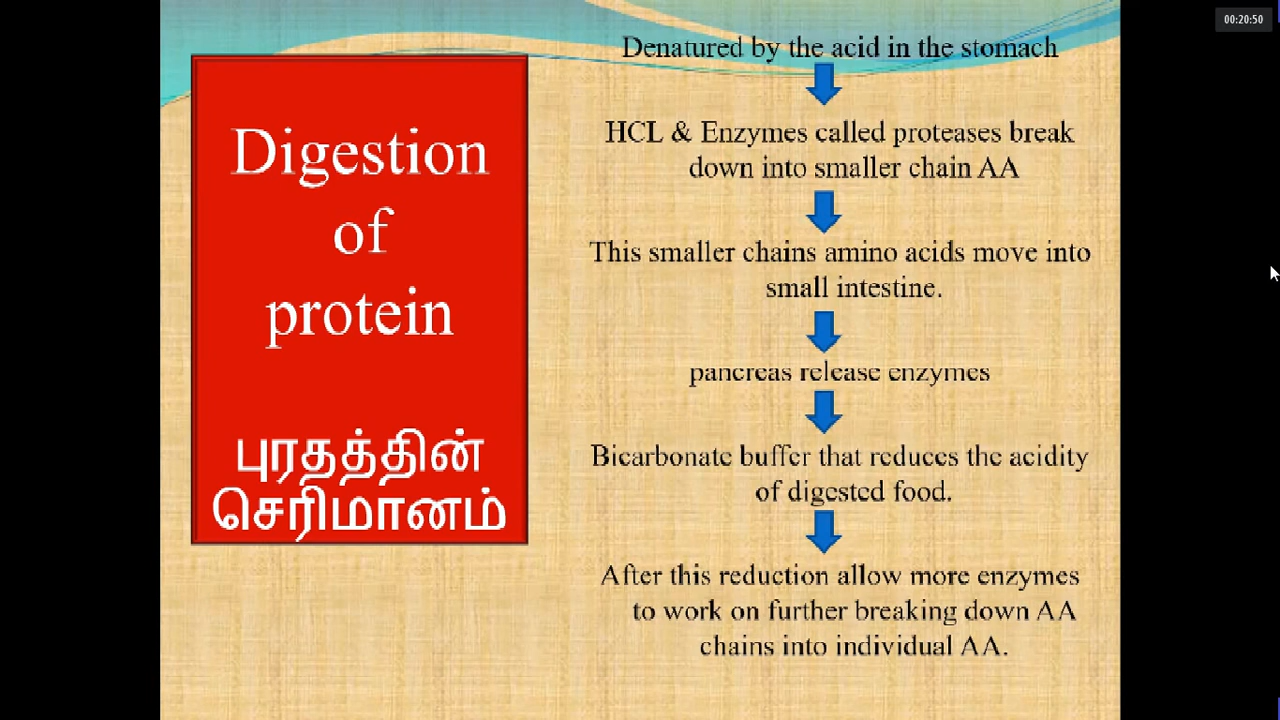 00:20:50
Digestion
of
protein
புரதத்தின்
செரிமானம்
Denatured by the acid in the stomach
HCL & Enzymes called proteases break
down into smaller chain AA
This smaller chains amino acids move into
small intestine.
pancreas release enzymes
Bicarbonate buffer that reduces the acidity
of digested food.
After this reduction allow more enzymes
to work on further breaking down AA
chains into individual AA.